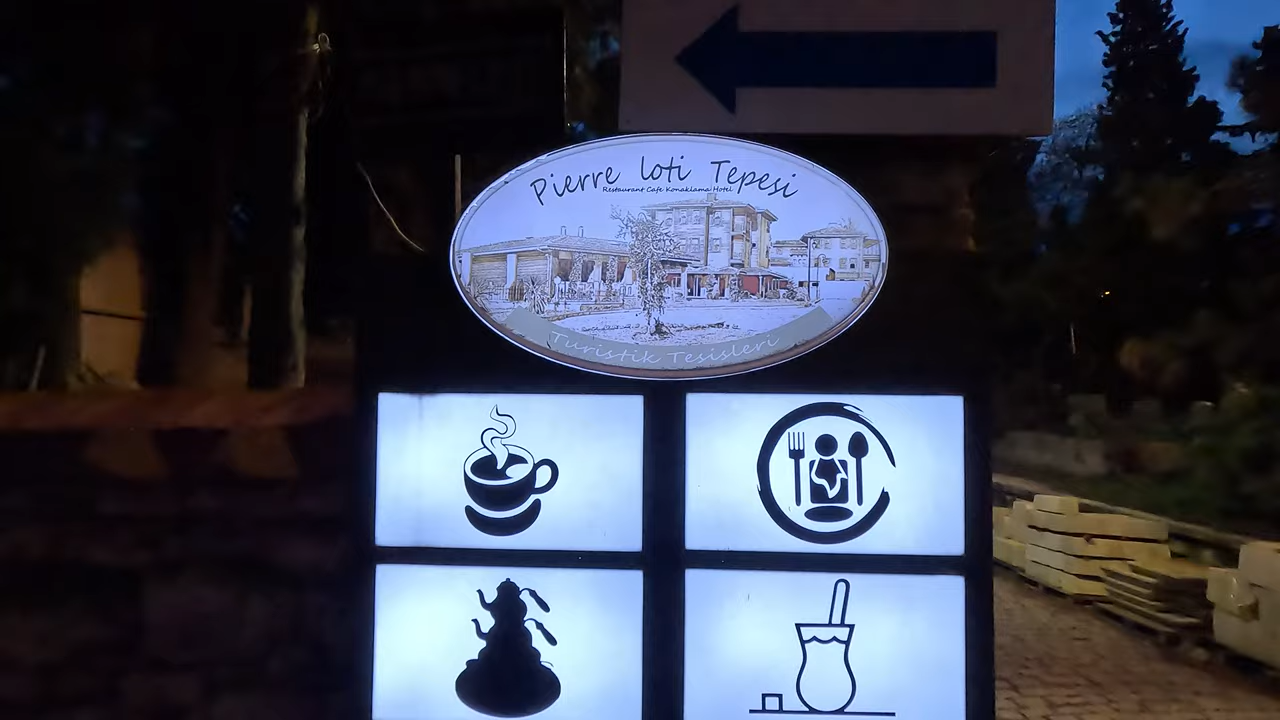 Pierre loti Tepesi
Restaurant Cafe Konaklama Hotel
Turistik Tesisleri